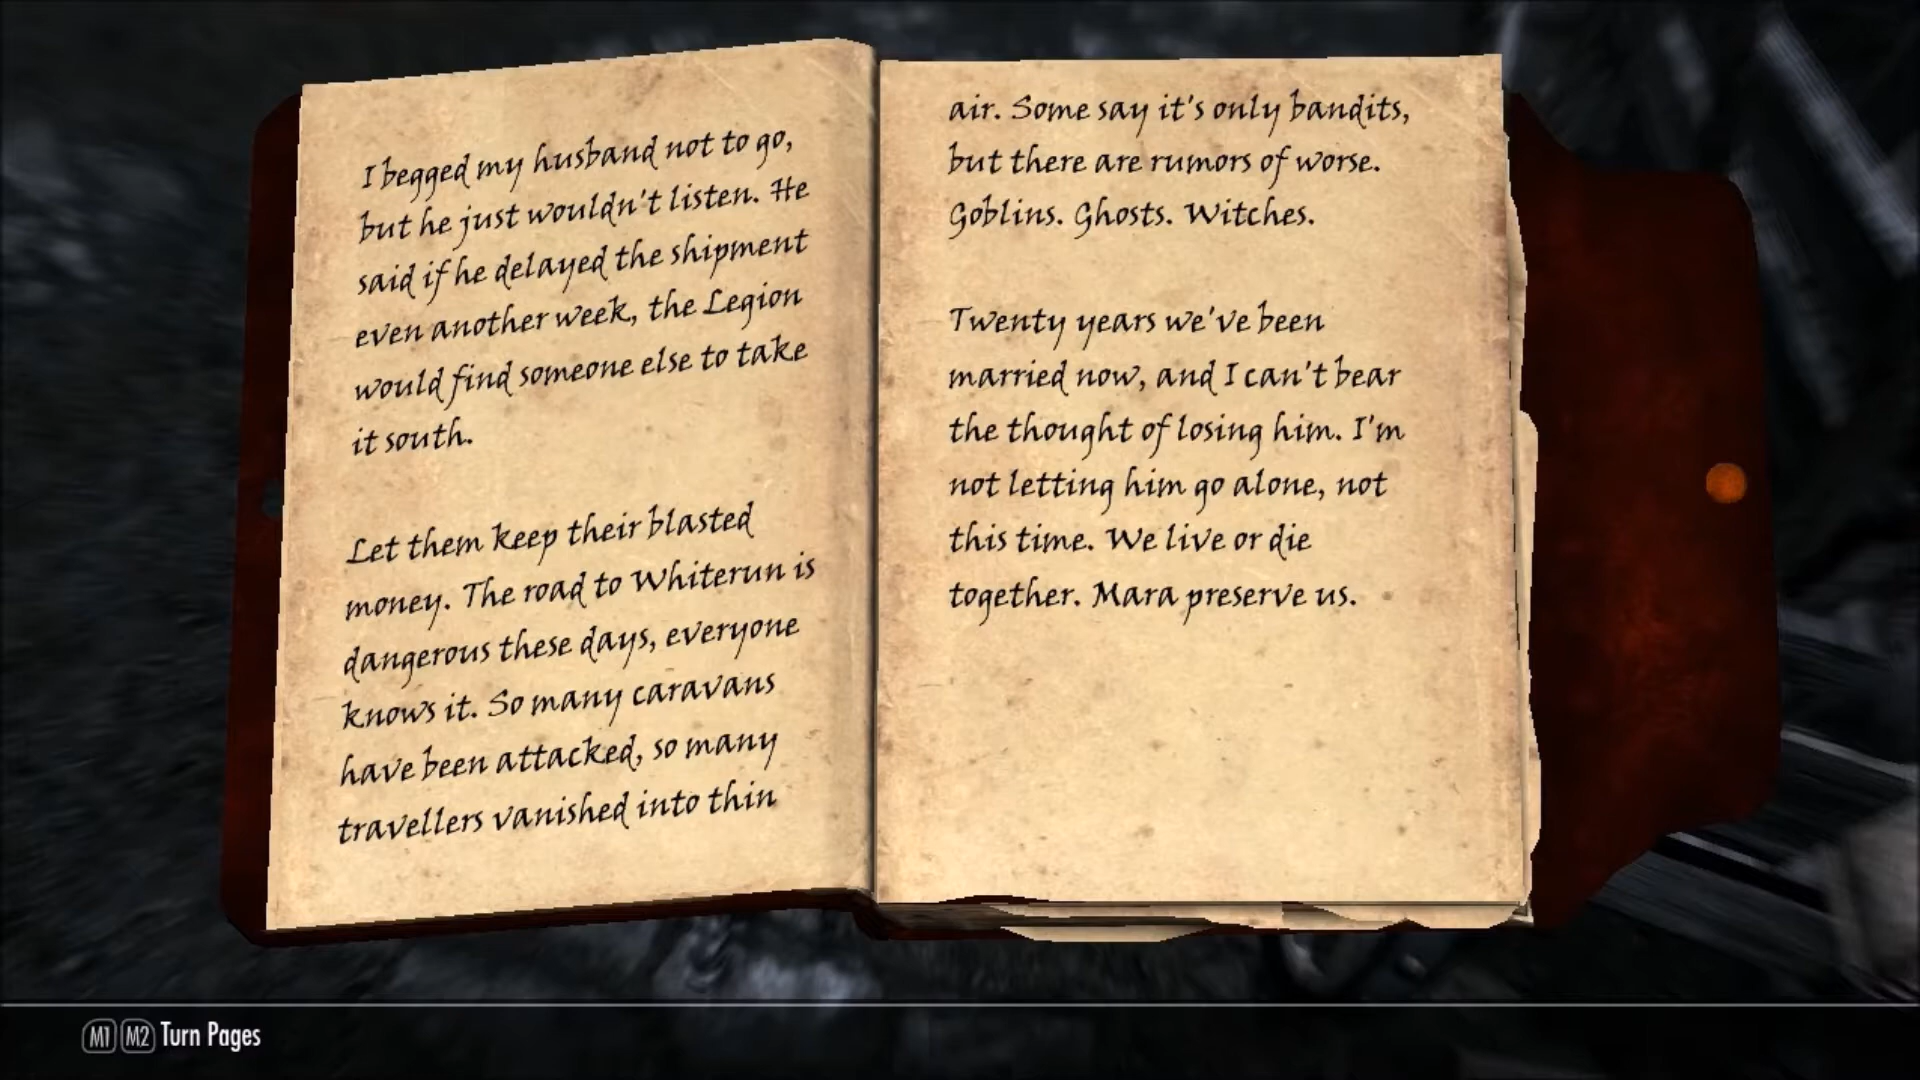 I begged my husband not to go,
but he just wouldn't listen. He
said if he delayed the shipment
even another week, the Legion
would find someone else to take
it south.
Let them keep their blasted
money. The road to Whiterun is
dangerous these days, everyone
knows it. So many caravans
have been attacked, so many
travellers vanished into thin
air. Some say it's only bandits,
but there are rumors of worse.
Goblins. Ghosts. Witches.
Twenty years we've been
married now, and I can't bear
the thought of losing him. I'm
not letting him go alone, not
this time. We live or die
together. Mara preserve us.
M1 M2 Turn Pages